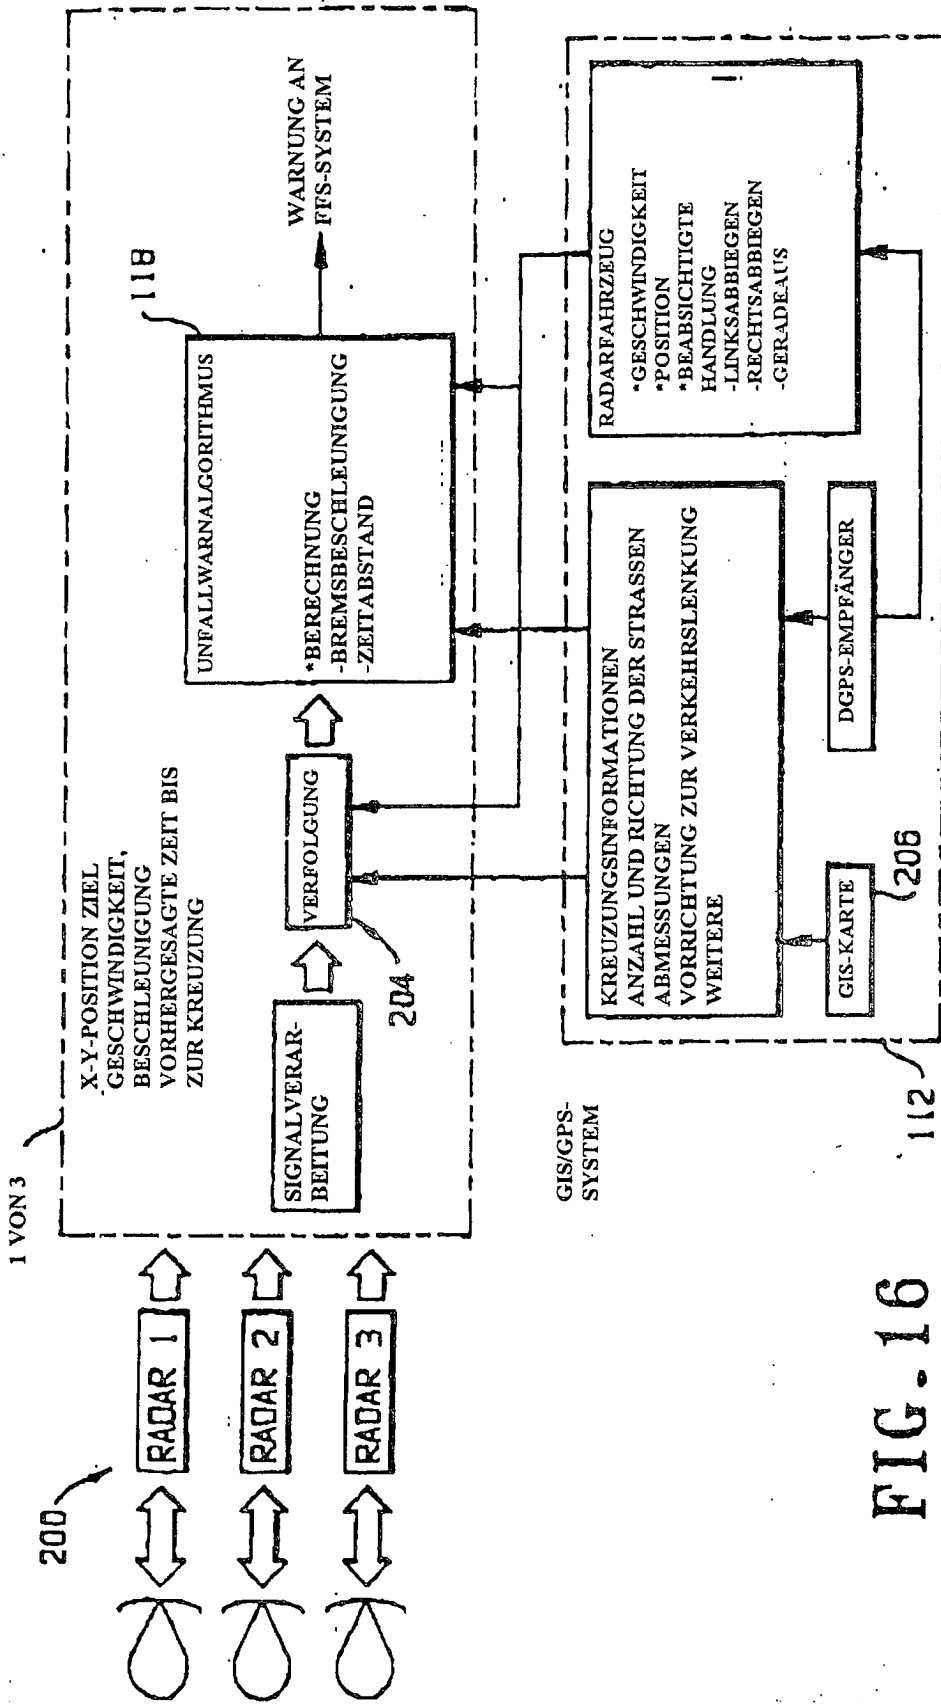 1 VON 3
200
RADAR 1
RADAR 2
RADAR 3
X-Y-POSITION ZIEL
GESCHWINDIGKEIT,
BESCHLEUNIGUNG
VORHERGESAGTE ZEIT BIS
ZUR KREUZUNG
SIGNALVERAR-
BEITUNG
VERFOLGUNG
204
UNFALLWARNALGORITHMUS
*BERECHNUNG
-BREMSBESCHLEUNIGUNG
-ZEITABSTAND
118
WARNUNG AN
FFS-SYSTEM
GIS/GPS-
SYSTEM
KREUZUNGSINFORMATIONEN
ANZAHL UND RICHTUNG DER STRASSEN
ABMESSUNGEN
VORRICHTUNG ZUR VERKEHRSLENKUNG
WEITERE
RADARFAHRZEUG
*GESCHWINDIGKEIT
*POSITION
*BEABSICHTIGTE
HANDLUNG
-LINKSABBIEGEN
-RECHTSABBIEGEN
-GERADEAUS
GIS-KARTE
206
DGPS-EMPFÄNGER
112
FIG. 16